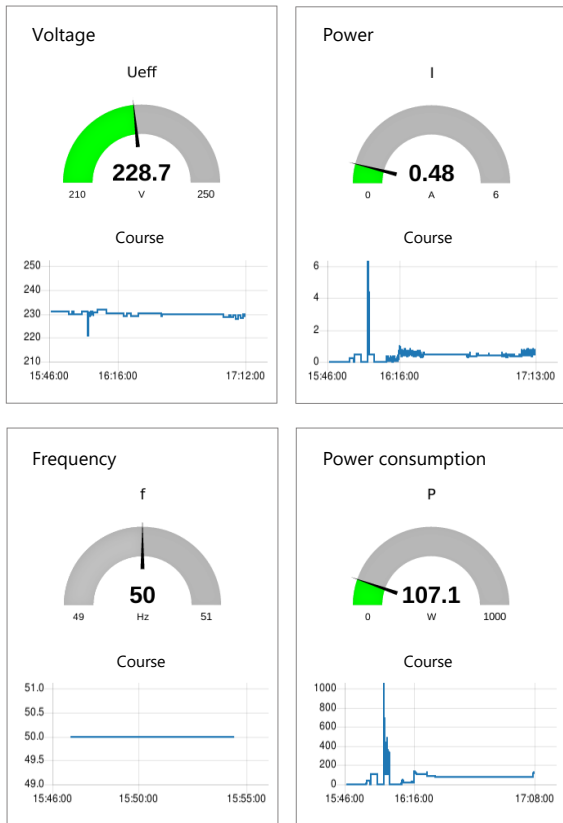 Voltage
Ueff
228.7
210 V 250
Course
250
240
230
220
210
15:46:00 16:16:00 17:12:00
Power
I
0.48
0 A 6
Course
6
4
2
0
15:46:00 16:16:00 17:13:00
Frequency
f
50
49 Hz 51
Course
51.0
50.5
50.0
49.5
49.0
15:46:00 15:50:00 15:55:00
Power consumption
P
107.1
0 W 1000
Course
1000
800
600
400
200
0
15:46:00 16:16:00 17:08:00